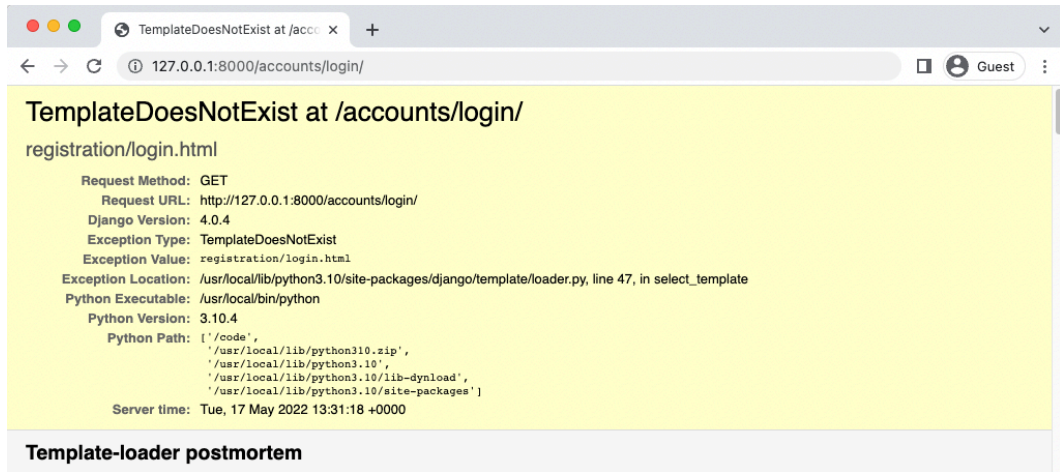 TemplateDoesNotExist at /acco
127.0.0.1:8000/accounts/login/
Guest
TemplateDoesNotExist at /accounts/login/
registration/login.html
Request Method: GET
Request URL: http://127.0.0.1:8000/accounts/login/
Django Version: 4.0.4
Exception Type: TemplateDoesNotExist
Exception Value: registration/login.html
Exception Location: /usr/local/lib/python3.10/site-packages/django/template/loader.py, line 47, in select_template
Python Executable: /usr/local/bin/python
Python Version: 3.10.4
Python Path: ['/code',
'/usr/local/lib/python310.zip',
'/usr/local/lib/python3.10',
'/usr/local/lib/python3.10/lib-dynload',
'/usr/local/lib/python3.10/site-packages']
Server time: Tue, 17 May 2022 13:31:18 +0000
Template-loader postmortem